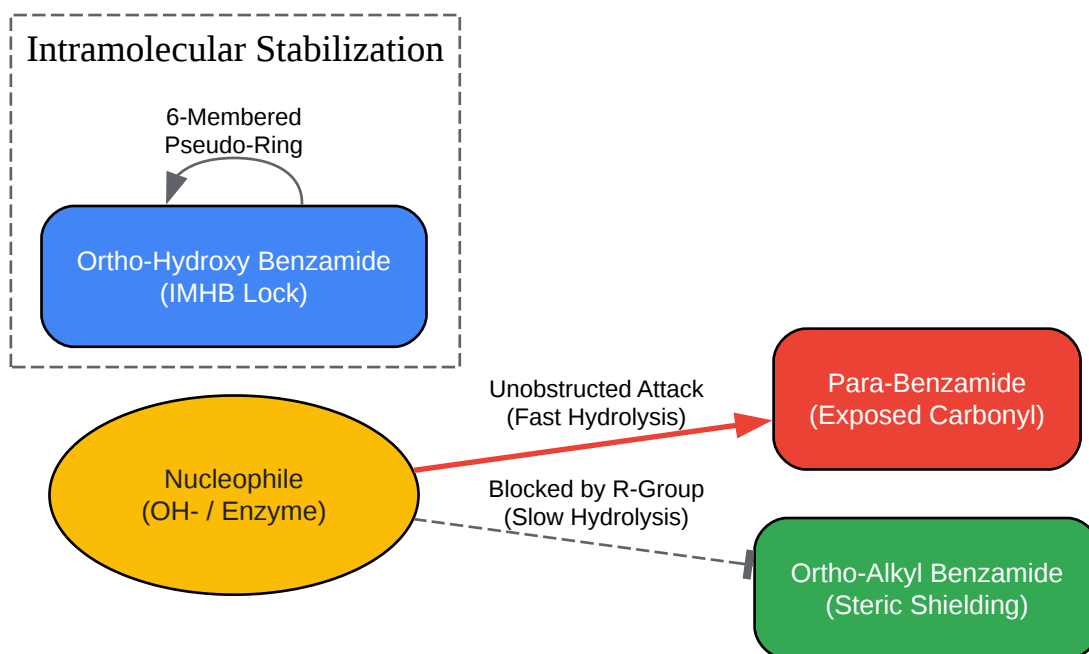 Intramolecular Stabilization
6-Membered
Pseudo-Ring
Ortho-Hydroxy Benzamide
(IMHB Lock)
Unobstructed Attack
(Fast Hydrolysis)
Para-Benzamide
(Exposed Carbonyl)
Nucleophile
(OH- / Enzyme)
Blocked by R-Group
(Slow Hydrolysis)
Ortho-Alkyl Benzamide
(Steric Shielding)